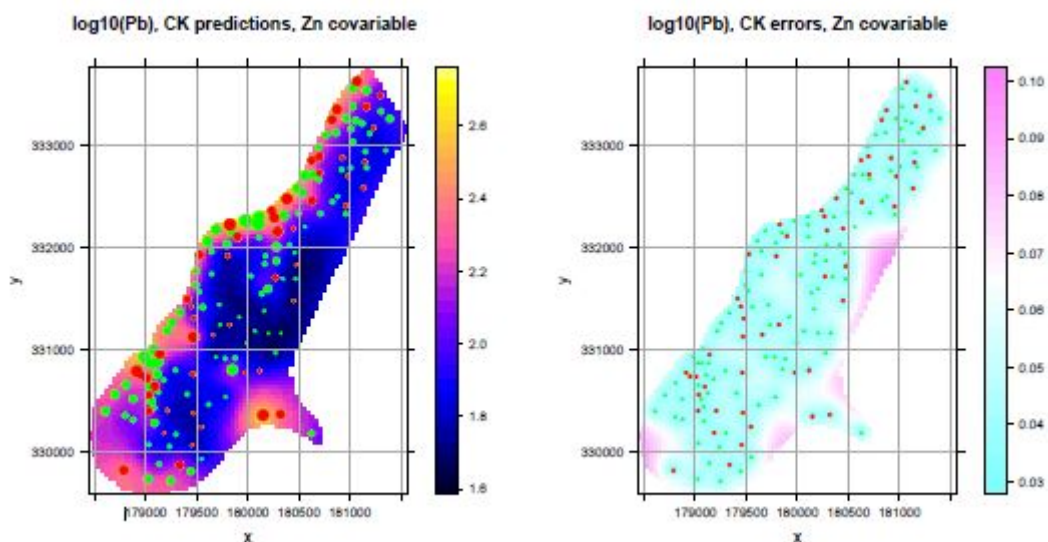 log10(Pb), CK predictions, Zn covariable
2.6
333000
2.4
332000
2.2
y
2.0
331000
1.8
330000
1.6
179000 179500 180000 180500 181000
x
log10(Pb), CK errors, Zn covariable
0.10
333000
0.09
0.08
332000
0.07
y
0.06
331000
0.05
0.04
330000
0.03
179000 179500 180000 180500 181000
x